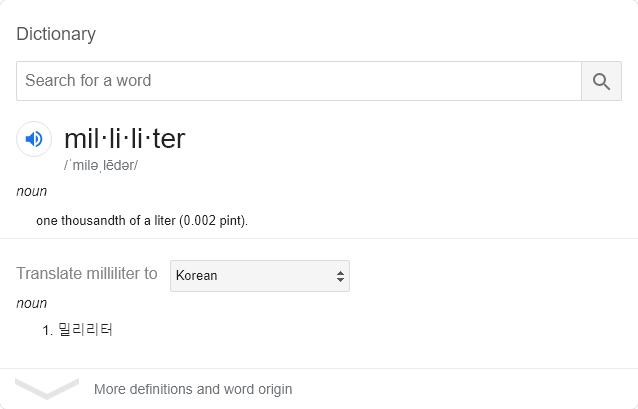 Dictionary
Search for a word
mil·li·li·ter
/ˈmiləˌlēdər/
noun
one thousandth of a liter (0.002 pint).
Translate milliliter to Korean
noun
1. 밀리리터
More definitions and word origin